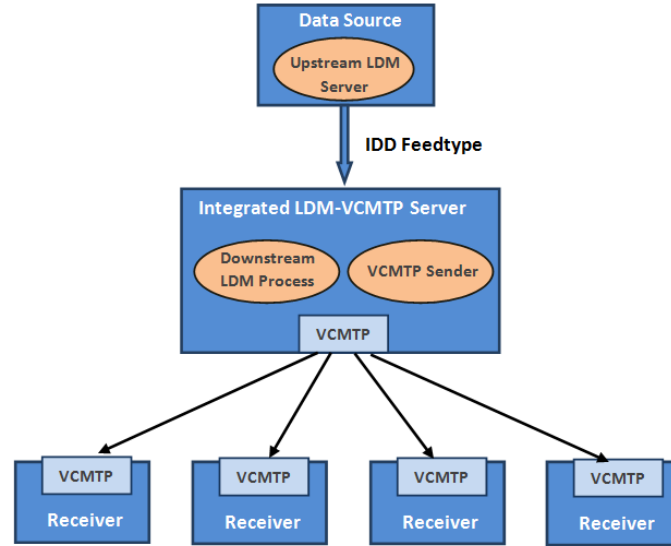 Data Source
Upstream LDM
Server
IDD Feedtype
Integrated LDM-VCMTP Server
Downstream
LDM Process
VCMTP Sender
VCMTP
VCMTP
Receiver
VCMTP
Receiver
VCMTP
Receiver
VCMTP
Receiver